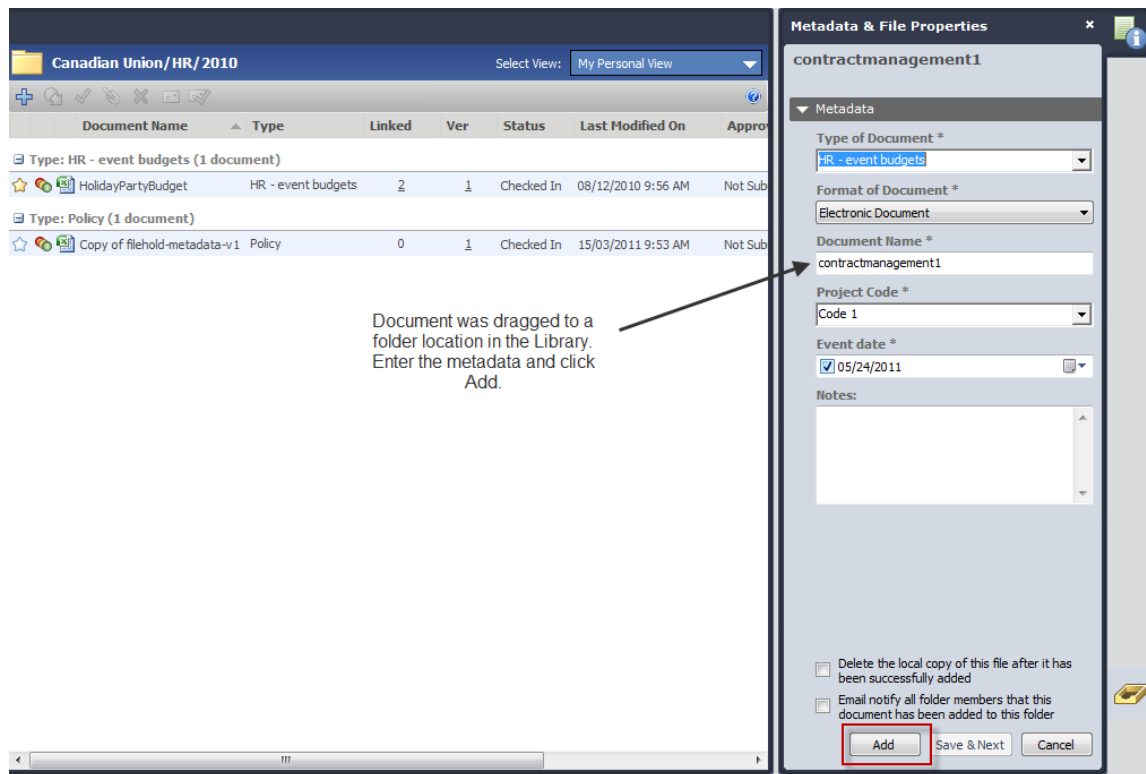 Canadian Union/HR/2010
Select View: My Personal View
Document Name Type Linked Ver Status Last Modified On Approv
Type: HR - event budgets (1 document)
HolidayPartyBudget HR - event budgets 2 1 Checked In 08/12/2010 9:56 AM Not Sub
Type: Policy (1 document)
Copy of filehold-metadata-v1 Policy 0 1 Checked In 15/03/2011 9:53 AM Not Sub
Document was dragged to a
folder location in the Library.
Enter the metadata and click
Add.
Metadata & File Properties
contractmanagement1
Metadata
Type of Document *
HR - event budgets
Format of Document *
Electronic Document
Document Name *
contractmanagement1
Project Code *
Code 1
Event date *
05/24/2011
Notes:
Delete the local copy of this file after it has
been successfully added
Email notify all folder members that this
document has been added to this folder
Add Save & Next Cancel